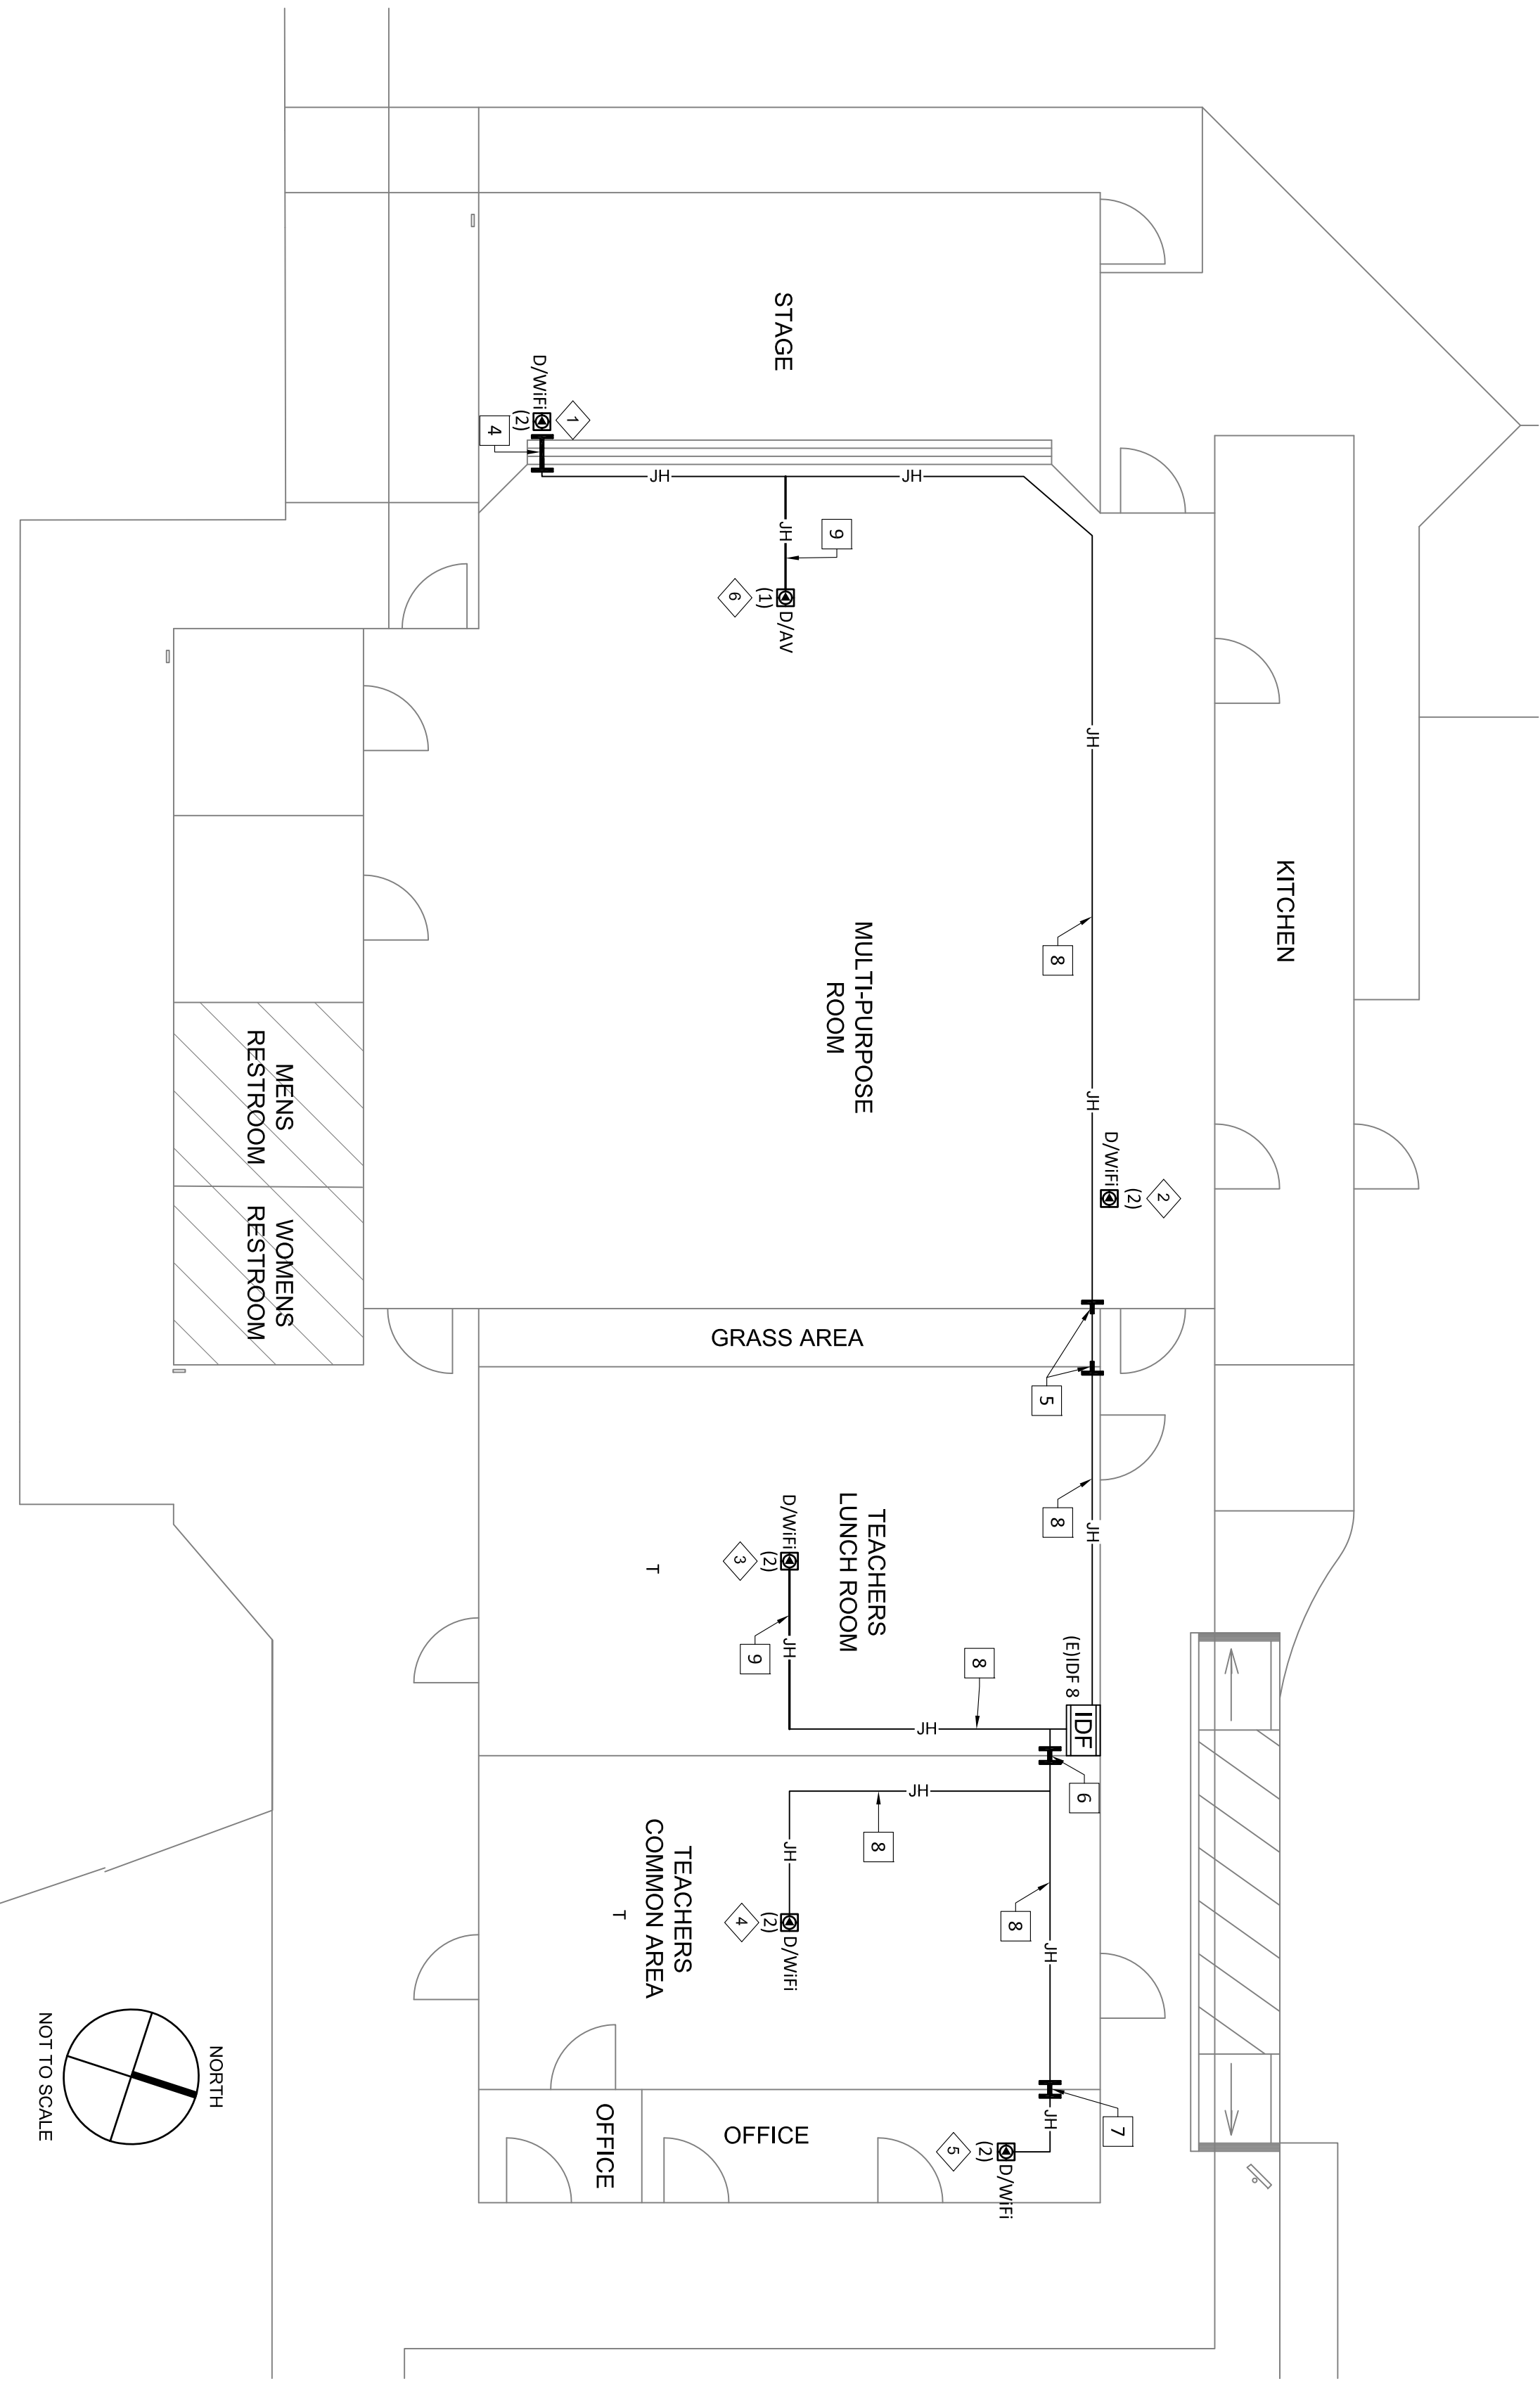 STAGE
D/WiFi
(2)
1
4
JH
JH
JH
9
6
(1)
D/AV
JH
KITCHEN
8
MULTI-PURPOSE
ROOM
JH
MENS
RESTROOM
WOMENS
RESTROOM
D/WiFi
(2)
2
GRASS AREA
5
8
JH
TEACHERS
LUNCH ROOM
D/WiFi
(2)
3
T
JH
9
8
(E)IDF 8
IDF
JH
6
JH
8
JH
TEACHERS
COMMON AREA
T
4
(2)
D/WiFi
8
JH
7
JH
OFFICE
OFFICE
5
(2)
D/WiFi
NORTH
NOT TO SCALE